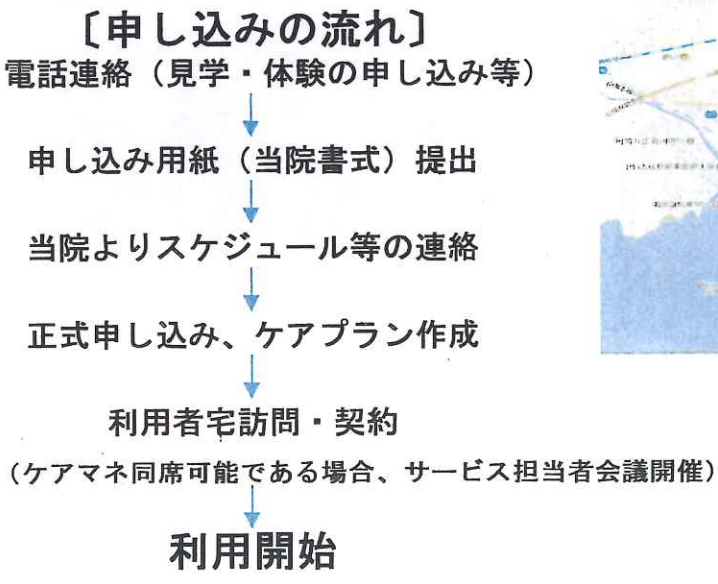 〔申し込みの流れ〕
電話連絡（見学・体験の申し込み等）
申し込み用紙（当院書式）提出
当院よりスケジュール等の連絡
正式申し込み、ケアプラン作成
利用者宅訪問・契約
（ケアマネ同席可能である場合、サービス担当者会議開催）
利用開始